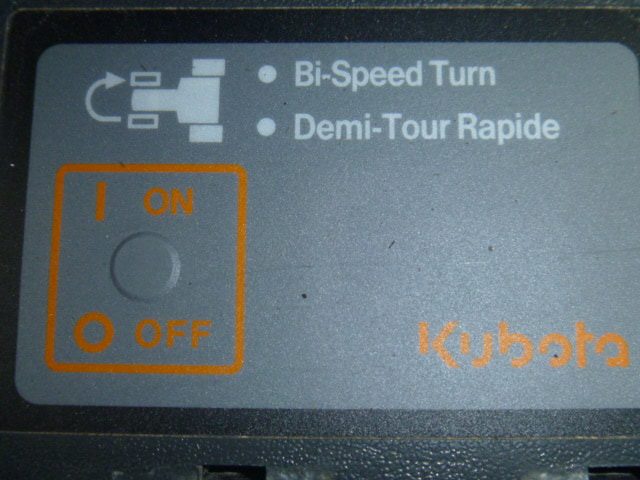 Bi-Speed Turn
Demi-Tour Rapide
I ON
O OFF
Kubota